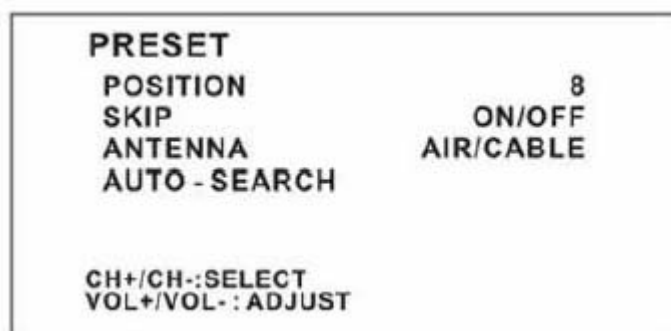 PRESET
POSITION 8
SKIP ON/OFF
ANTENNA AIR/CABLE
AUTO - SEARCH
CH+/CH-:SELECT
VOL+/VOL- : ADJUST